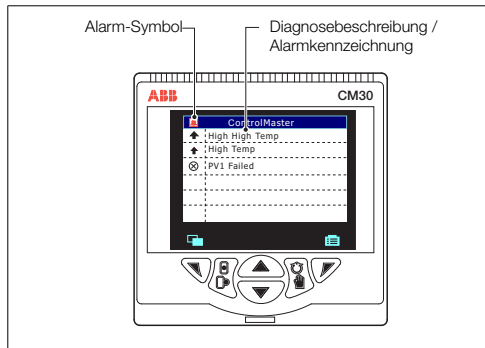 Alarm-Symbol
Diagnosebeschreibung /
Alarmkennzeichnung
ABB
CM30
ControlMaster
High High Temp
High Temp
PV1 Failed